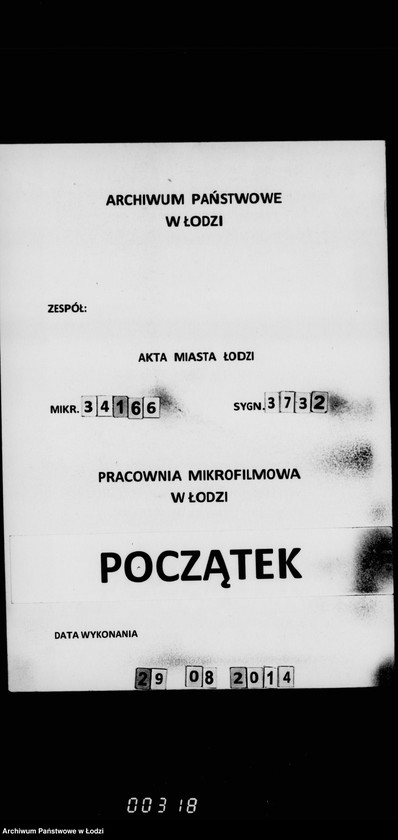 ARCHIWUM PAŃSTWOWE
W ŁODZI
ZESPÓŁ:
AKTA MIASTA ŁODZI
MIKR. 34166 SYGN. 3732
PRACOWNIA MIKROFILMOWA
W ŁODZI
POCZĄTEK
DATA WYKONANIA
29 08 2014
00318
Archiwum Państwowe w Łodzi